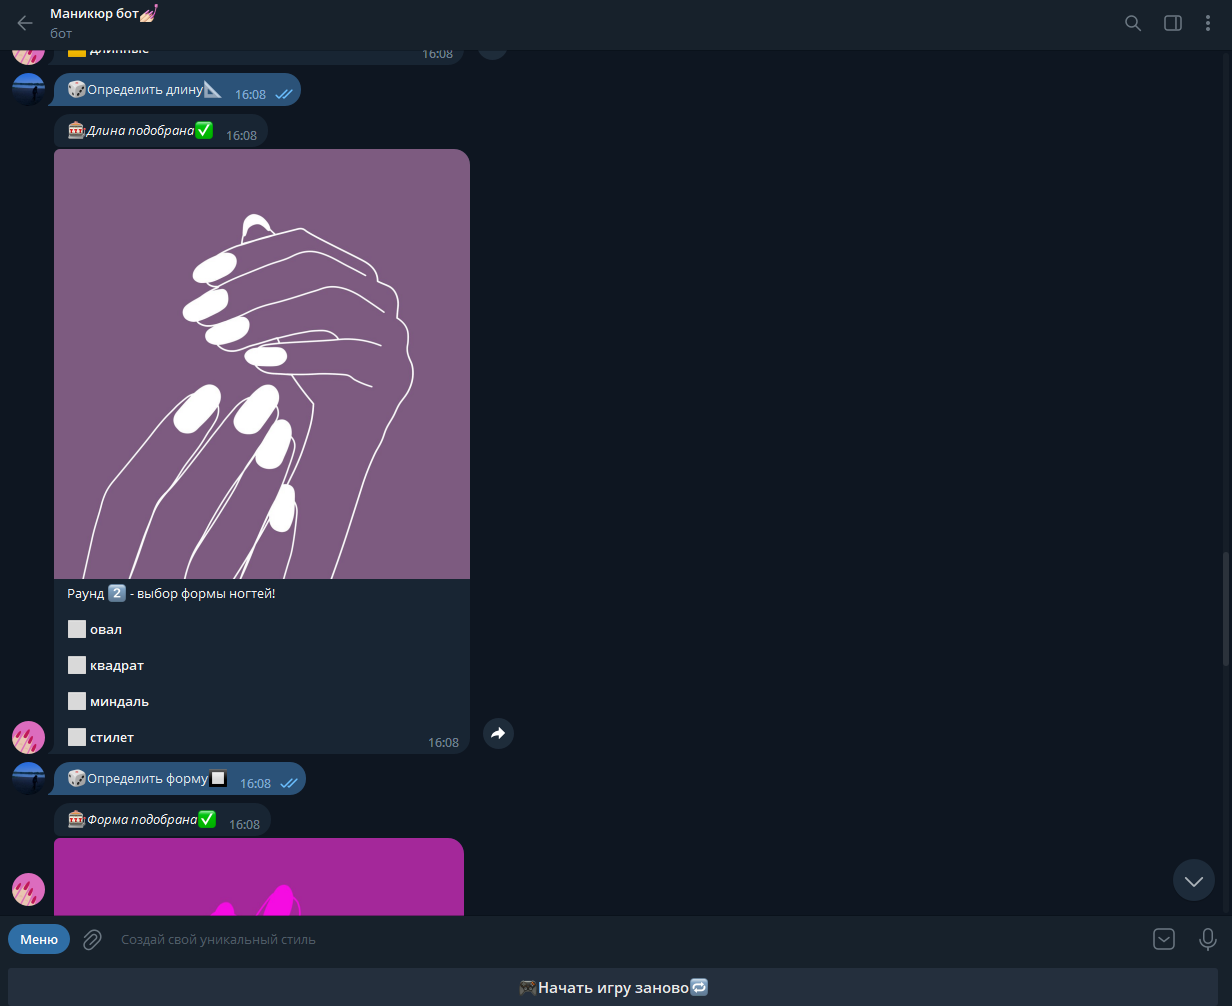 Маникюр бот💅🏻
бот
длинные
16:08
🎲Определить длину📐 16:08
🎰Длина подобрана✅ 16:08
Раунд 2️⃣ - выбор формы ногтей!
⬜ овал
⬜ квадрат
⬜ миндаль
⬜ стилет
16:08
🎲Определить форму🔲 16:08
🎰Форма подобрана✅ 16:08
Меню
Создай свой уникальный стиль
🎮Начать игру заново🔁